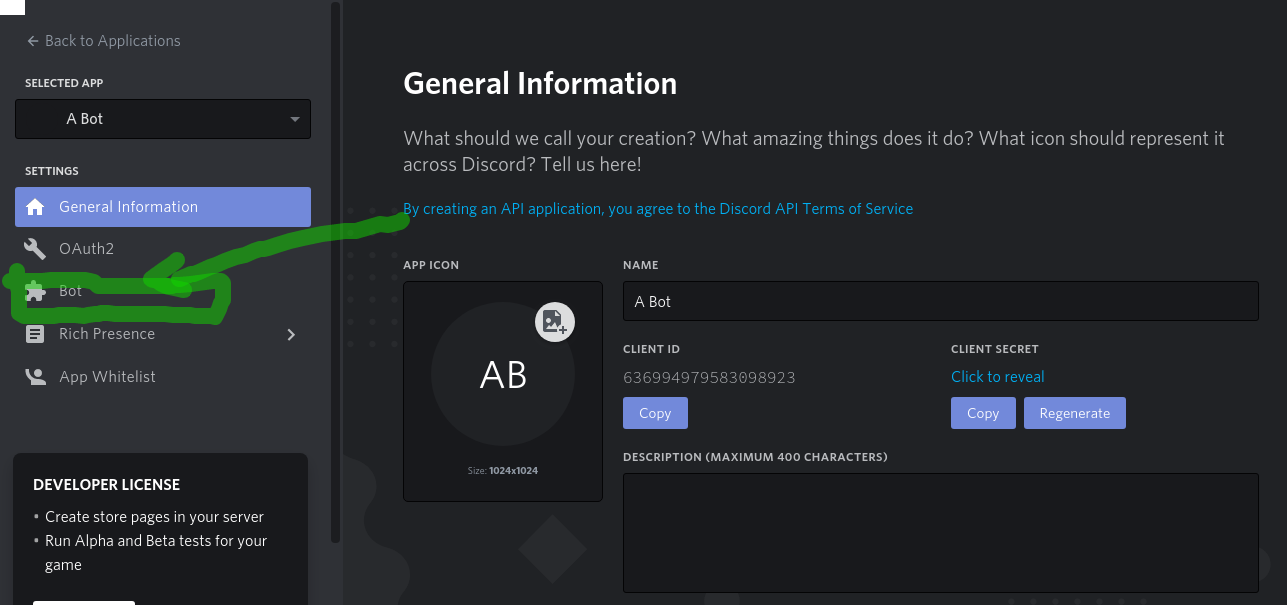 Back to Applications
SELECTED APP
A Bot
SETTINGS
General Information
OAuth2
Bot
Rich Presence
App Whitelist
DEVELOPER LICENSE
• Create store pages in your server
• Run Alpha and Beta tests for your
game
General Information
What should we call your creation? What amazing things does it do? What icon should represent it
across Discord? Tell us here!
By creating an API application, you agree to the Discord API Terms of Service
APP ICON
AB
Size: 1024x1024
NAME
A Bot
CLIENT ID
636994979583098923
Copy
CLIENT SECRET
Click to reveal
Copy Regenerate
DESCRIPTION (MAXIMUM 400 CHARACTERS)